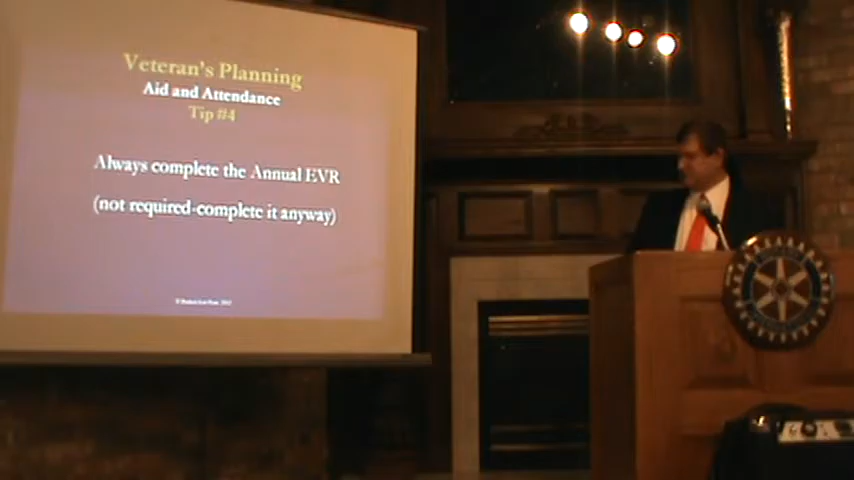 Veteran's Planning
Aid and Attendance
Tip #4
Always complete the Annual EVR
(not required-complete it anyway)